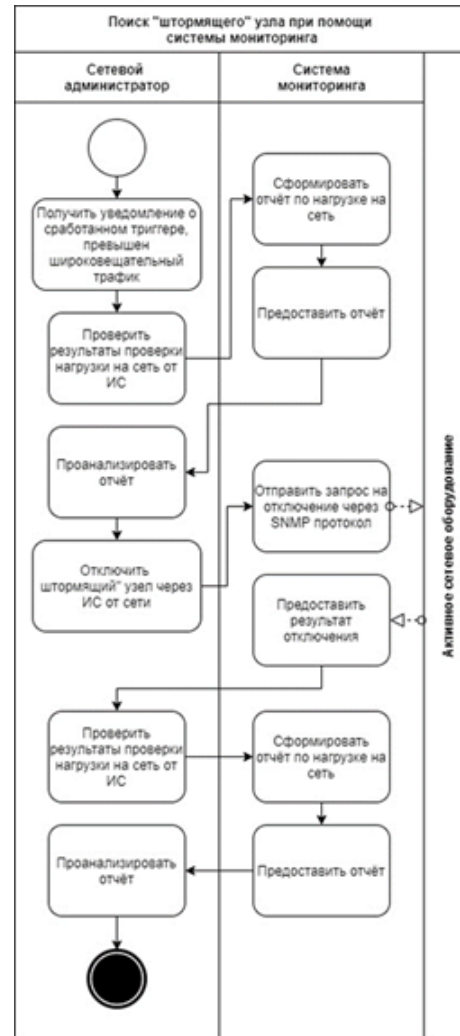 Поиск "штормящего" узла при помощи
системы мониторинга
Сетевой
администратор
Система
мониторинга
Получить уведомление о
сработанном триггере,
превышен
широковещательный
трафик
Проверить
результаты проверки
нагрузки на сеть от
ИС
Сформировать
отчёт по нагрузке на
сеть
Предоставить отчёт
Проанализировать
отчёт
Отключить
штормящий" узел через
ИС от сети
Отправить запрос на
отключение через
SNMP протокол
Предоставить
результат
отключения
Проверить
результаты проверки
нагрузки на сеть от
ИС
Сформировать
отчёт по нагрузке на
сеть
Предоставить отчёт
Проанализировать
отчёт
Активное сетевое оборудование